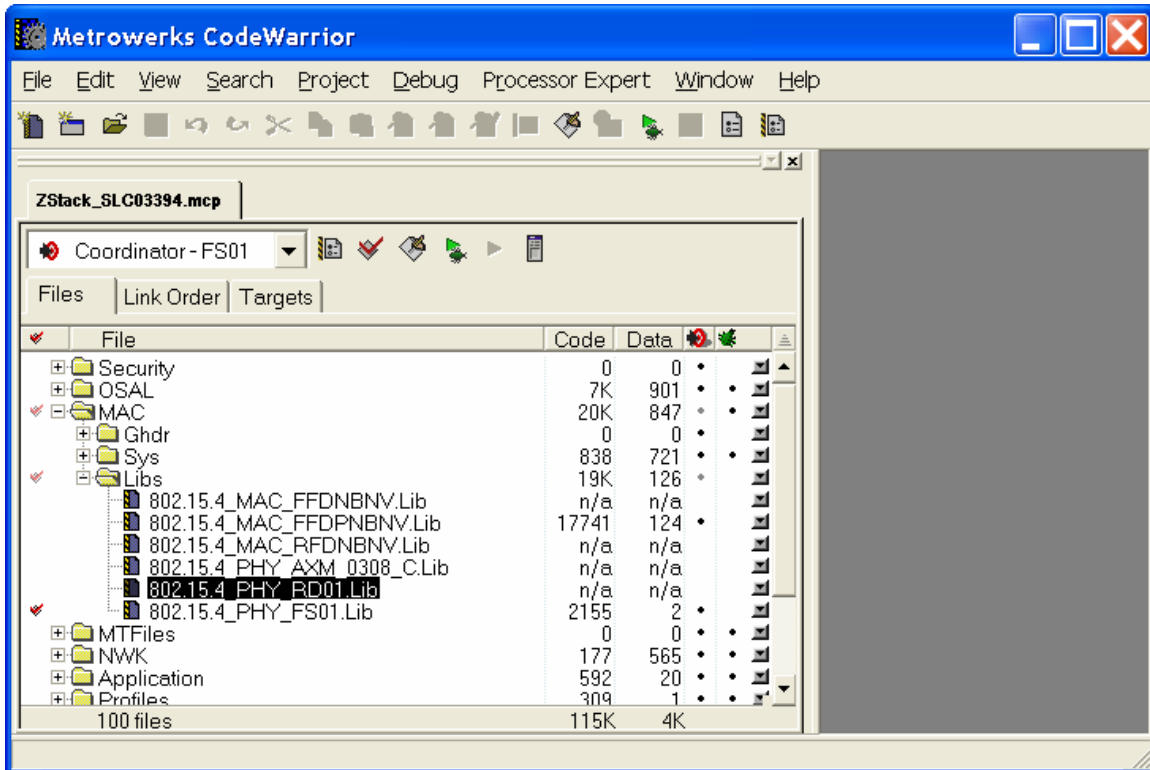 Metrowerks CodeWarrior
File Edit View Search Project Debug Processor Expert Window Help
ZStack_SLC03394.mcp
Coordinator - FS01
Files Link Order Targets
File Code Data
Security 0 0
OSAL 7K 901
MAC 20K 847
Ghdr 0 0
Sys 838 721
Libs 19K 126
802.15.4_MAC_FFDNBNV.Lib n/a n/a
802.15.4_MAC_FFDPNBNV.Lib 17741 124
802.15.4_MAC_RFDNBNV.Lib n/a n/a
802.15.4_PHY_AXM_0308_C.Lib n/a n/a
802.15.4_PHY_RD01.Lib n/a n/a
802.15.4_PHY_FS01.Lib 2155 2
MTFiles 0 0
NWK 177 565
Application 592 20
Profiles 309 1
100 files 115K 4K